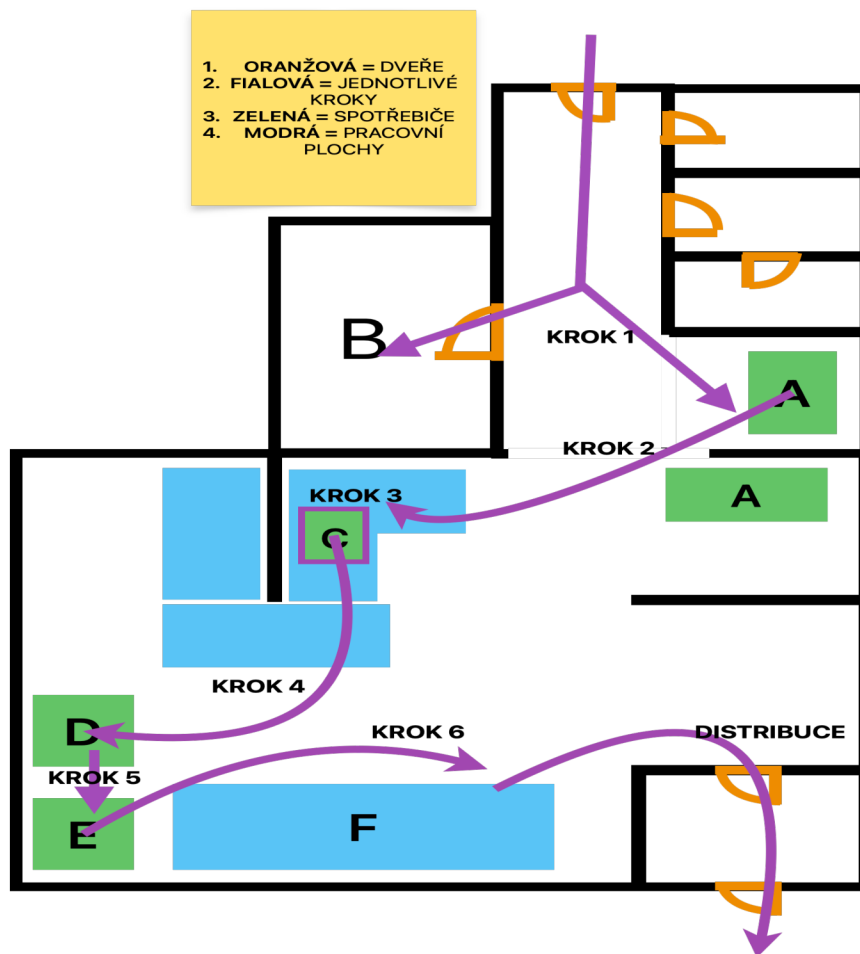 1. ORANŽOVÁ = DVEŘE
2. FIALOVÁ = JEDNOTLIVÉ
KROKY
3. ZELENÁ = SPOTŘEBIČE
4. MODRÁ = PRACOVNÍ
PLOCHY
B
KROK 1
A
KROK 2
KROK 3
A
C
KROK 4
D
KROK 6
DISTRIBUCE
KROK 5
E
F